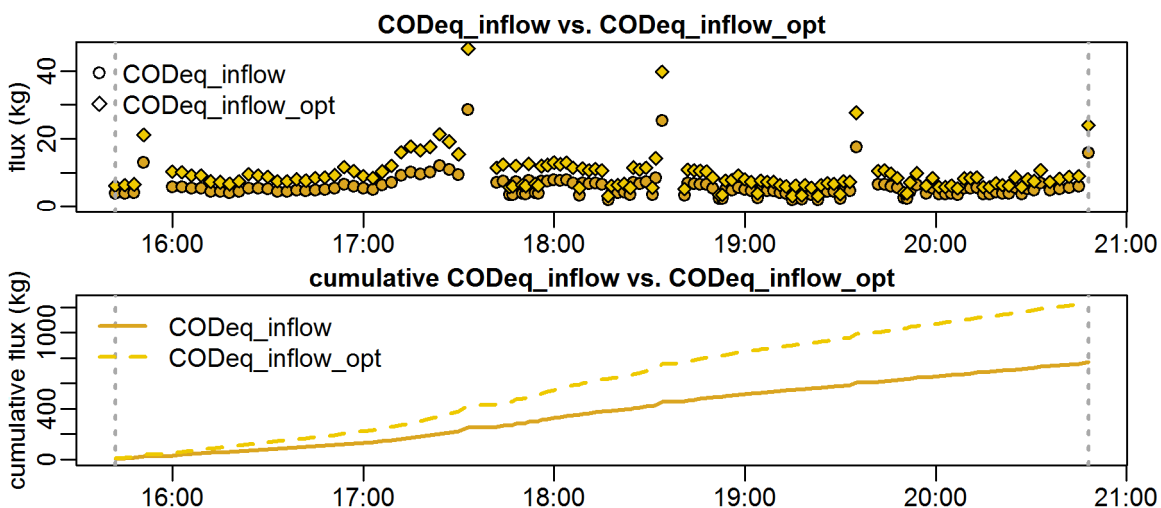 CODeq_inflow vs. CODeq_inflow_opt
flux (kg)
40
20
0
CODeq_inflow
CODeq_inflow_opt
16:00 17:00 18:00 19:00 20:00 21:00
cumulative CODeq_inflow vs. CODeq_inflow_opt
cumulative flux (kg)
1000
400
0
CODeq_inflow
CODeq_inflow_opt
16:00 17:00 18:00 19:00 20:00 21:00